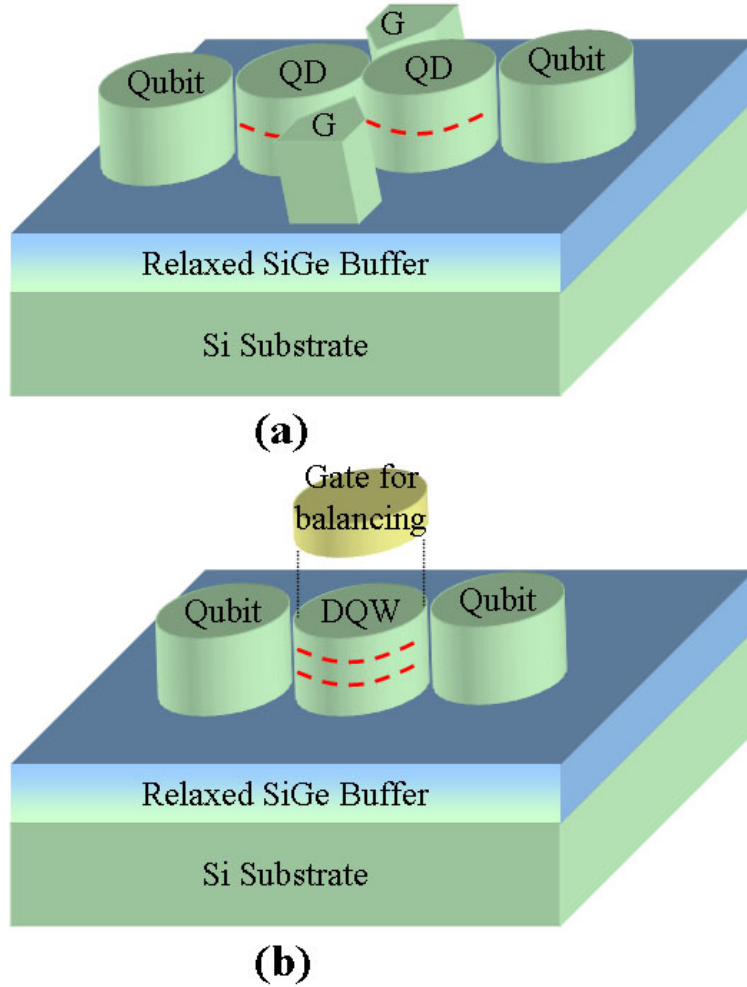 G
Qubit
QD
QD
Qubit
G
Relaxed SiGe Buffer
Si Substrate
(a)
Gate for
balancing
Qubit
DQW
Qubit
Relaxed SiGe Buffer
Si Substrate
(b)